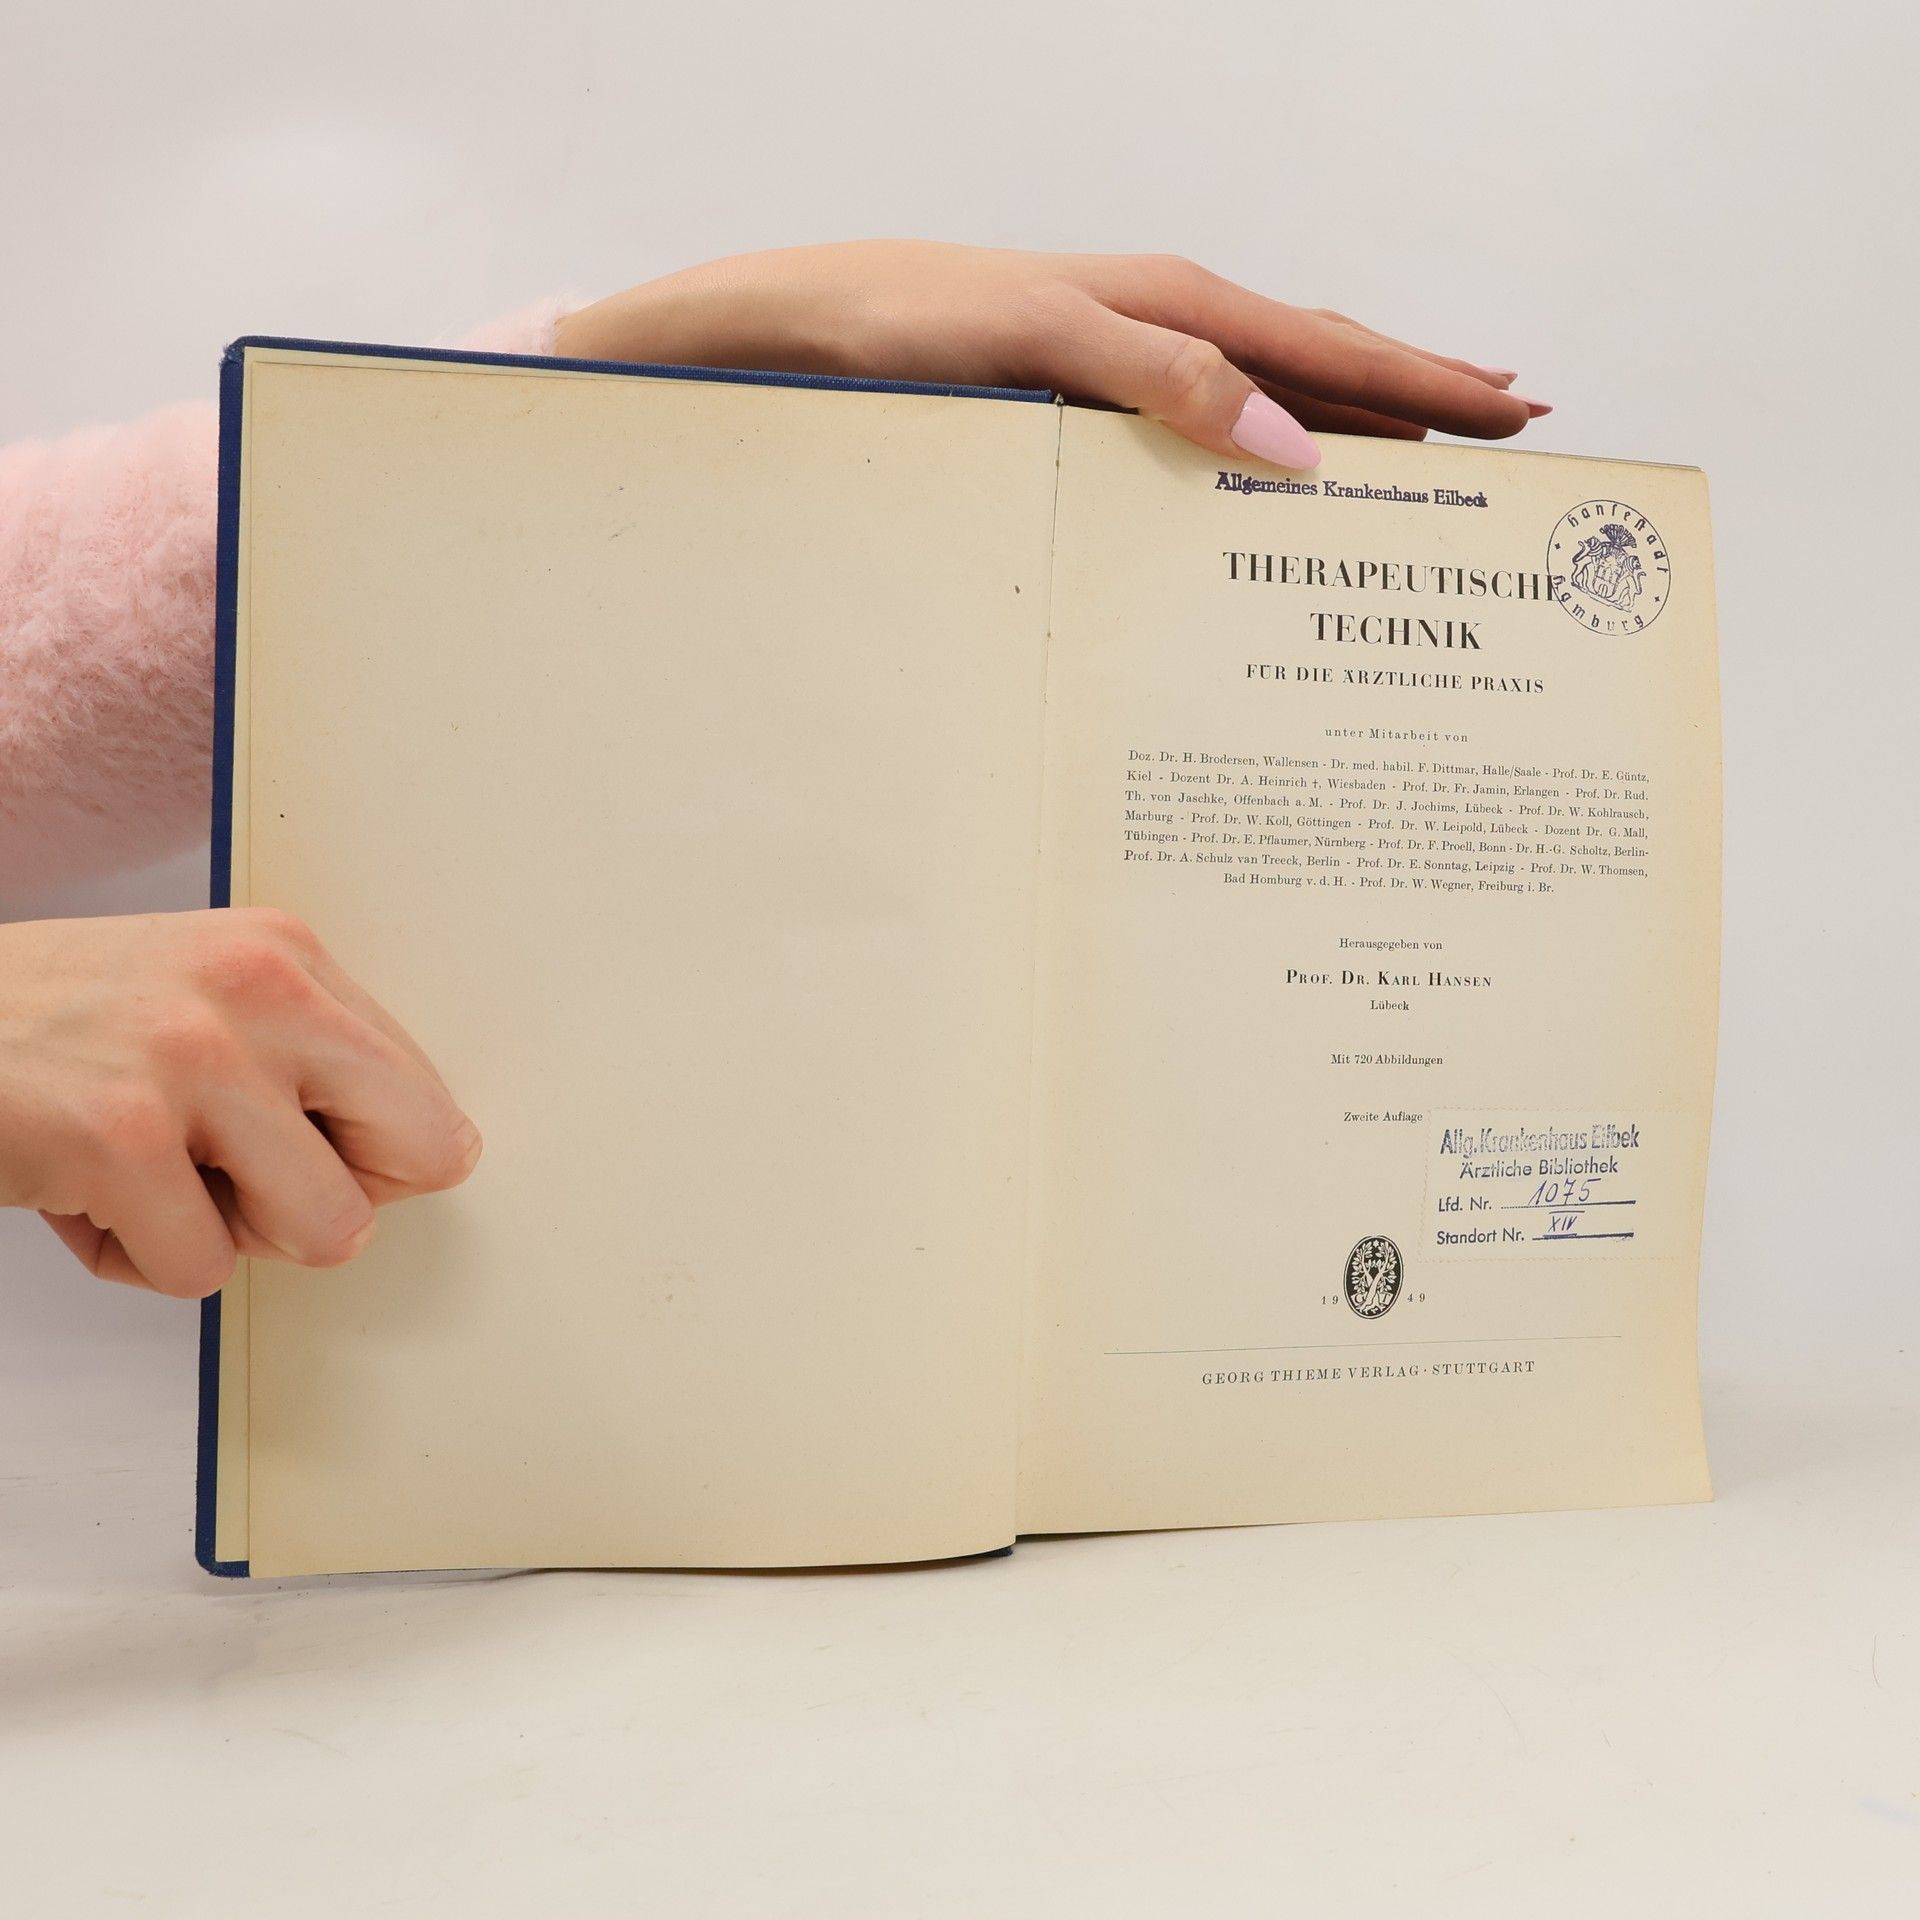 Allgemeines Krankenhaus Eilbeck
hansestadt
hamburg
THERAPEUTISCHE
TECHNIK
FÜR DIE ÄRZTLICHE PRAXIS
unter Mitarbeit von
Doz. Dr. H. Brodersen, Wallensen - Dr. med. habil. F. Dittmar, Halle/Saale - Prof. Dr. E. Güntz,
Kiel - Dozent Dr. A. Heinrich †, Wiesbaden - Prof. Dr. Fr. Jamin, Erlangen - Prof. Dr. Rud.
Th. von Jaschke, Offenbach a. M. - Prof. Dr. J. Jochims, Lübeck - Prof. Dr. W. Kohlrausch,
Marburg - Prof. Dr. W. Koll, Göttingen - Prof. Dr. W. Leipold, Lübeck - Dozent Dr. G. Mall,
Tübingen - Prof. Dr. E. Pflaumer, Nürnberg - Prof. Dr. F. Proell, Bonn - Dr. H.-G. Scholtz, Berlin-
Prof. Dr. A. Schulz van Treeck, Berlin - Prof. Dr. E. Sonntag, Leipzig - Prof. Dr. W. Thomsen,
Bad Homburg v. d. H. - Prof. Dr. W. Wegner, Freiburg i. Br.
Herausgegeben von
PROF. DR. KARL HANSEN
Lübeck
Mit 720 Abbildungen
Zweite Auflage
Allg. Krankenhaus Eilbek
Ärztliche Bibliothek
Lfd. Nr. 1075
Standort Nr. XIV
19 G T 49
GEORG THIEME VERLAG · STUTTGART